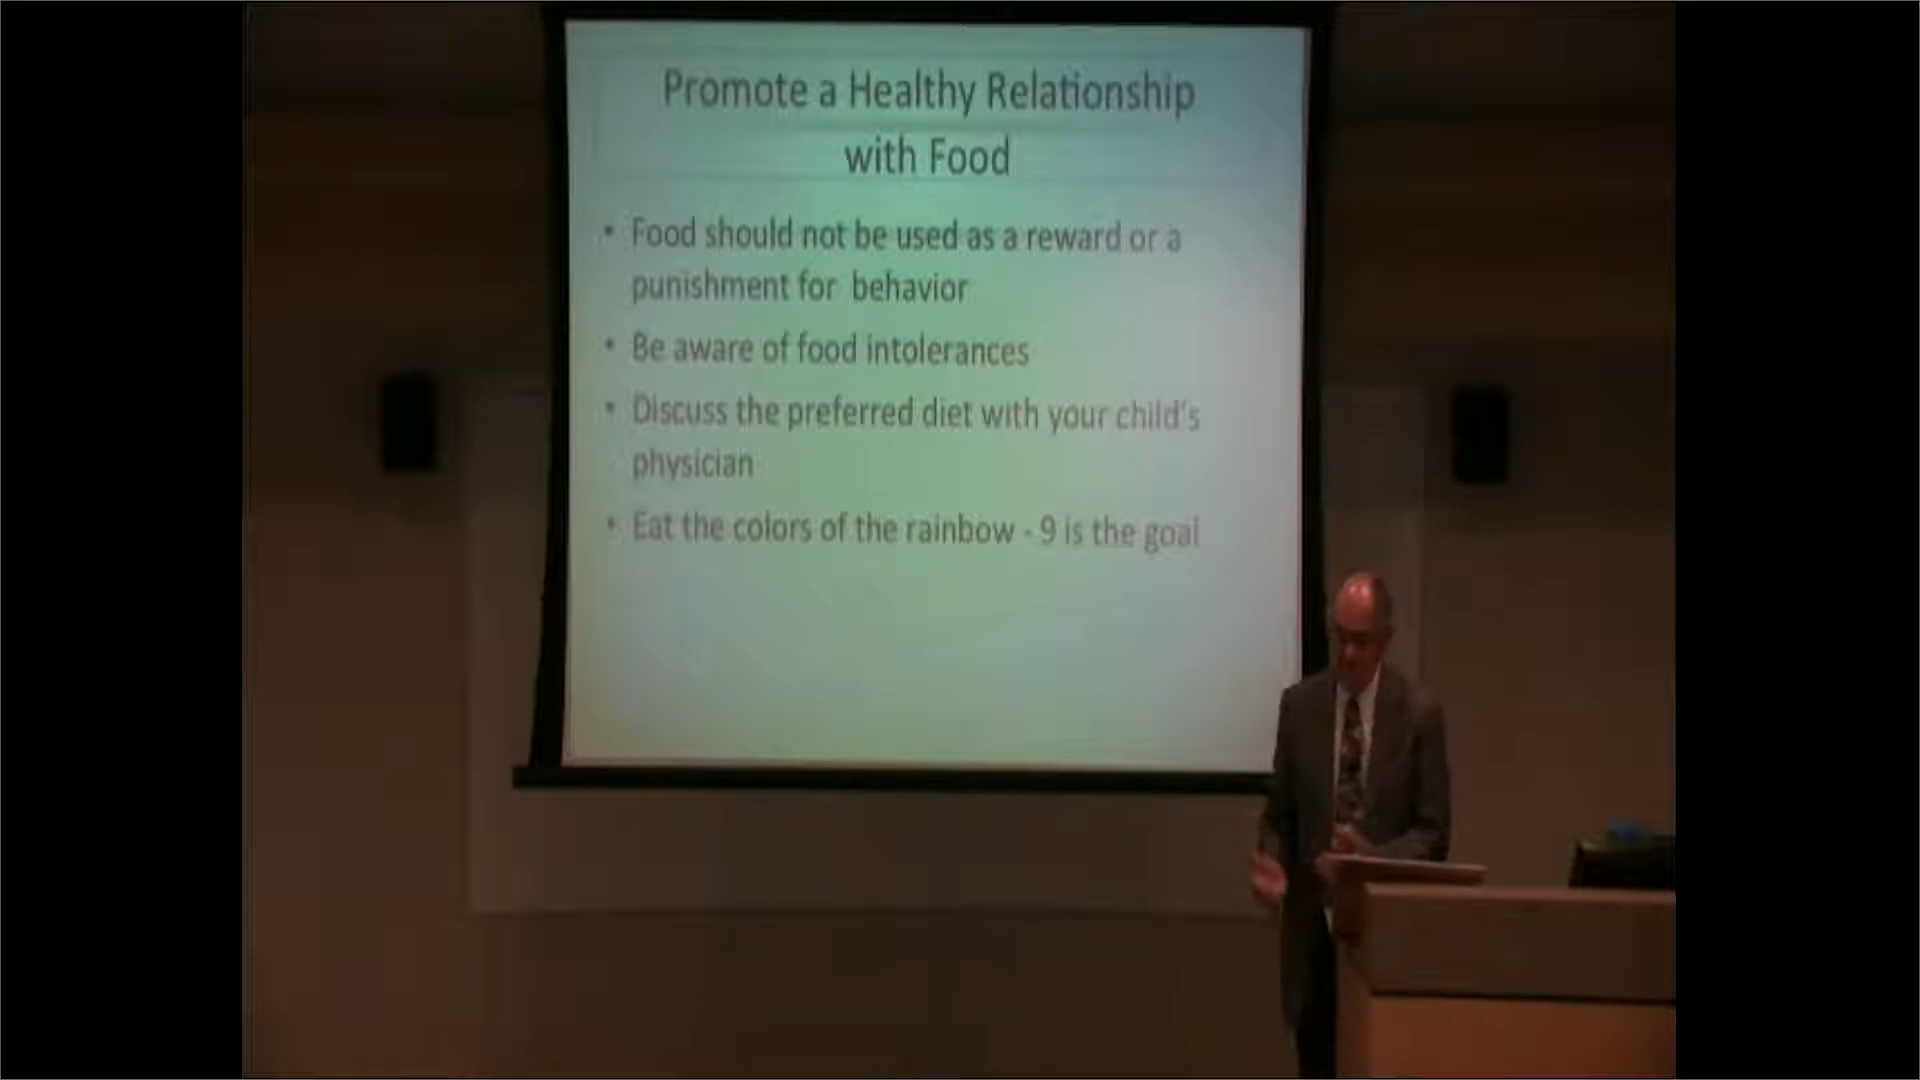 Promote a Healthy Relationship
with Food
• Food should not be used as a reward or a
punishment for behavior
• Be aware of food intolerances
• Discuss the preferred diet with your child's
physician
• Eat the colors of the rainbow - 9 is the goal